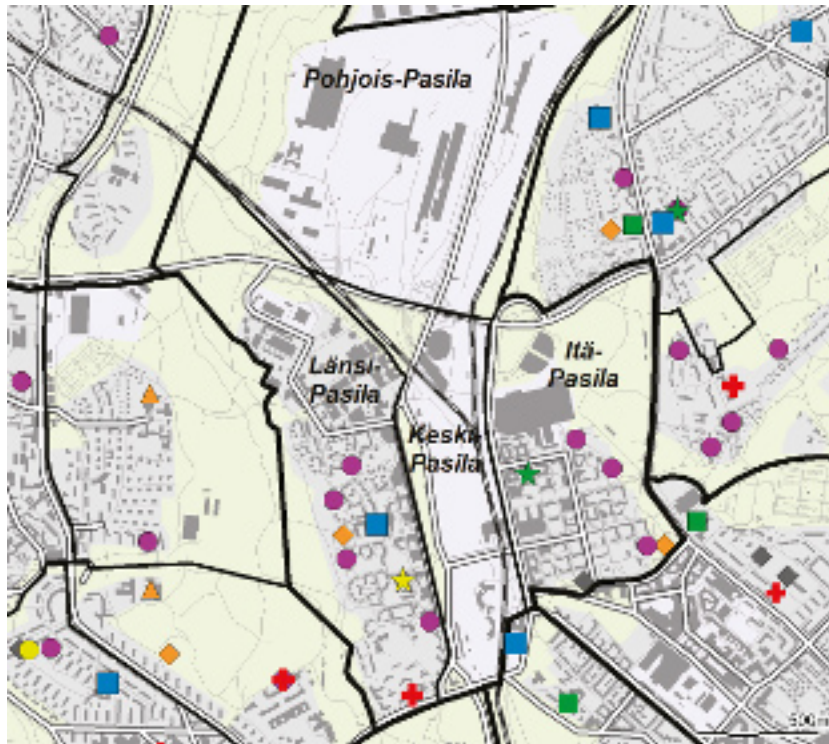 Pohjois-Pasila
Itä-
Pasila
Länsi-
Pasila
Keski-
Pasila
500m